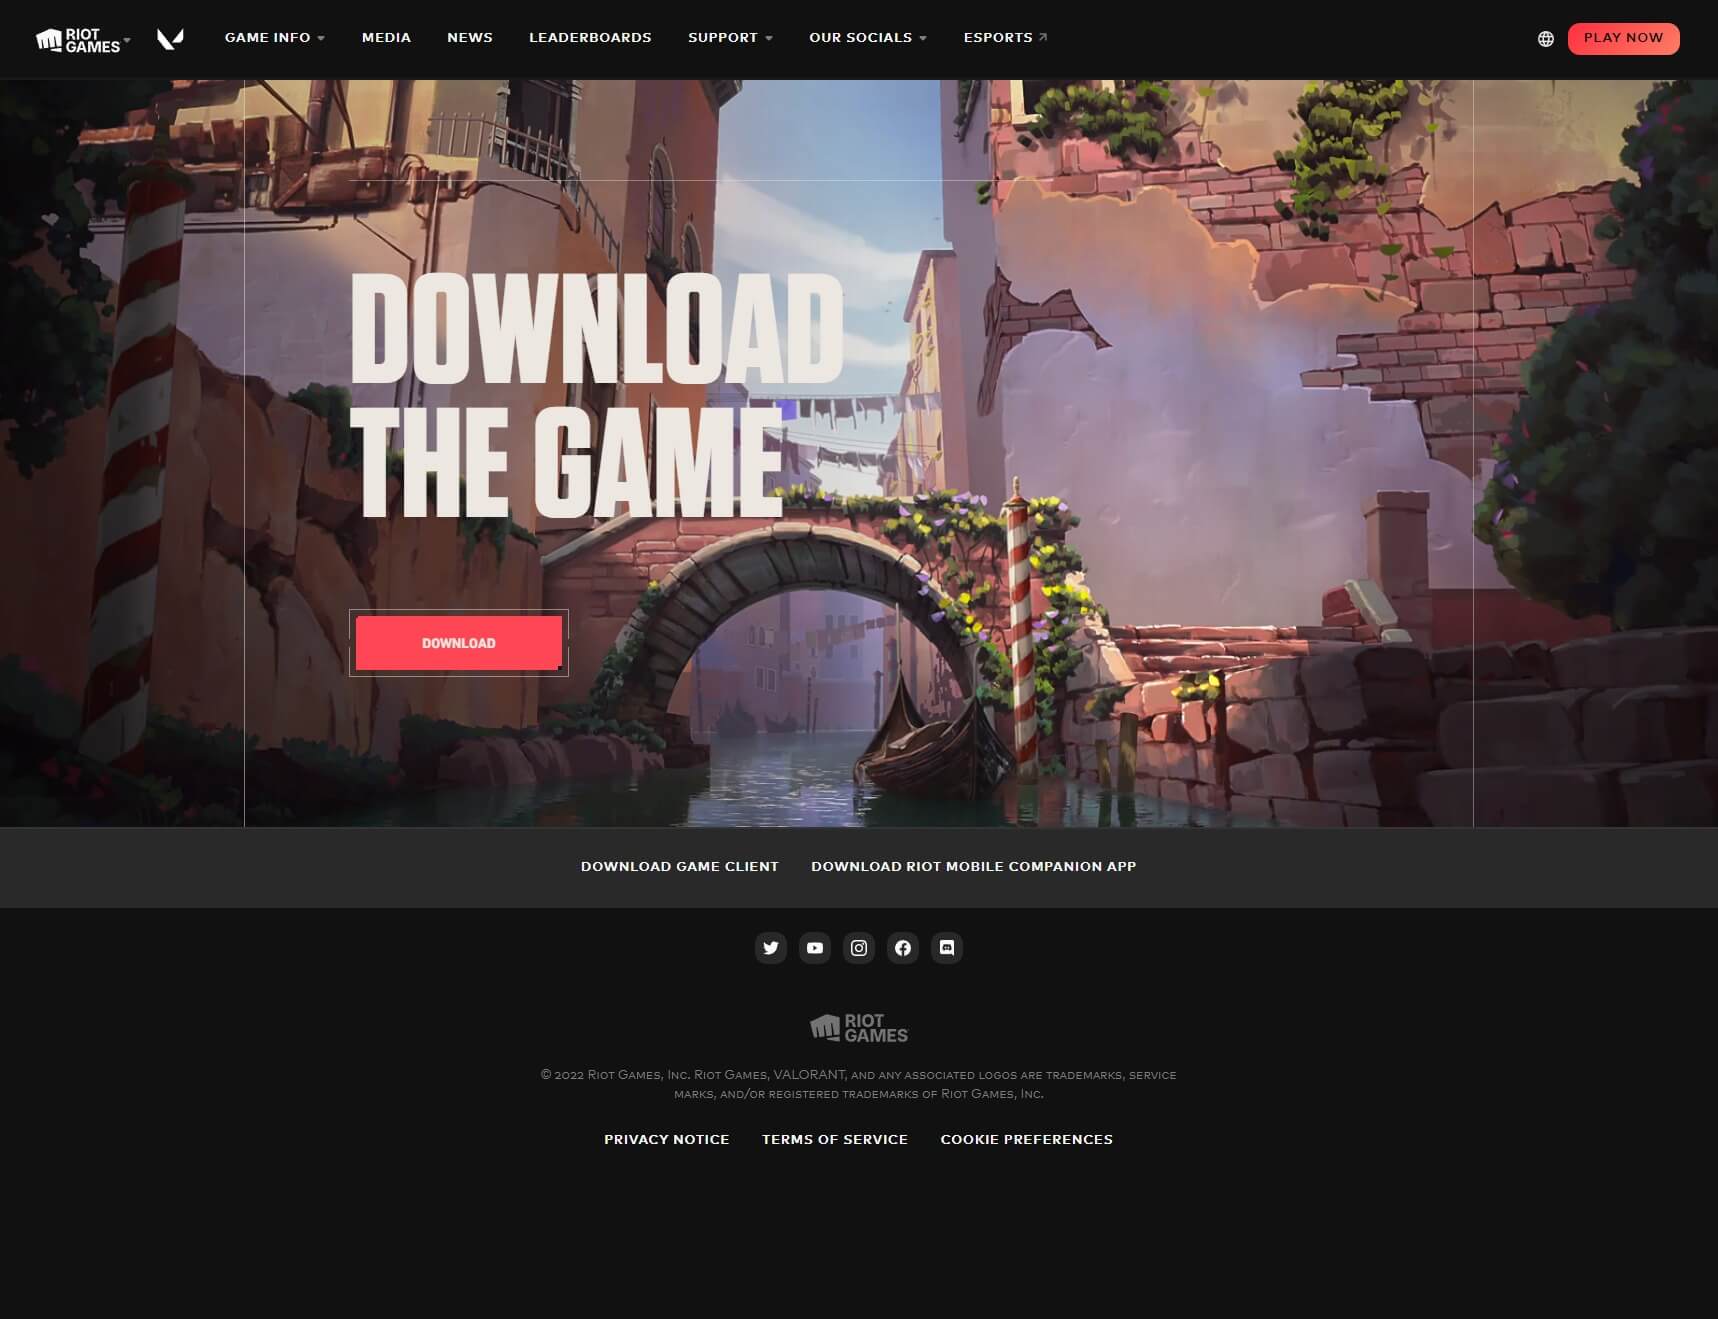 RIOT GAMES
GAME INFO
MEDIA
NEWS
LEADERBOARDS
SUPPORT
OUR SOCIALS
ESPORTS
PLAY NOW
DOWNLOAD
THE GAME
DOWNLOAD
DOWNLOAD GAME CLIENT
DOWNLOAD RIOT MOBILE COMPANION APP
RIOT
GAMES
© 2022 Riot Games, Inc. Riot Games, VALORANT, and any associated logos are trademarks, service
marks, and/or registered trademarks of Riot Games, Inc.
PRIVACY NOTICE
TERMS OF SERVICE
COOKIE PREFERENCES